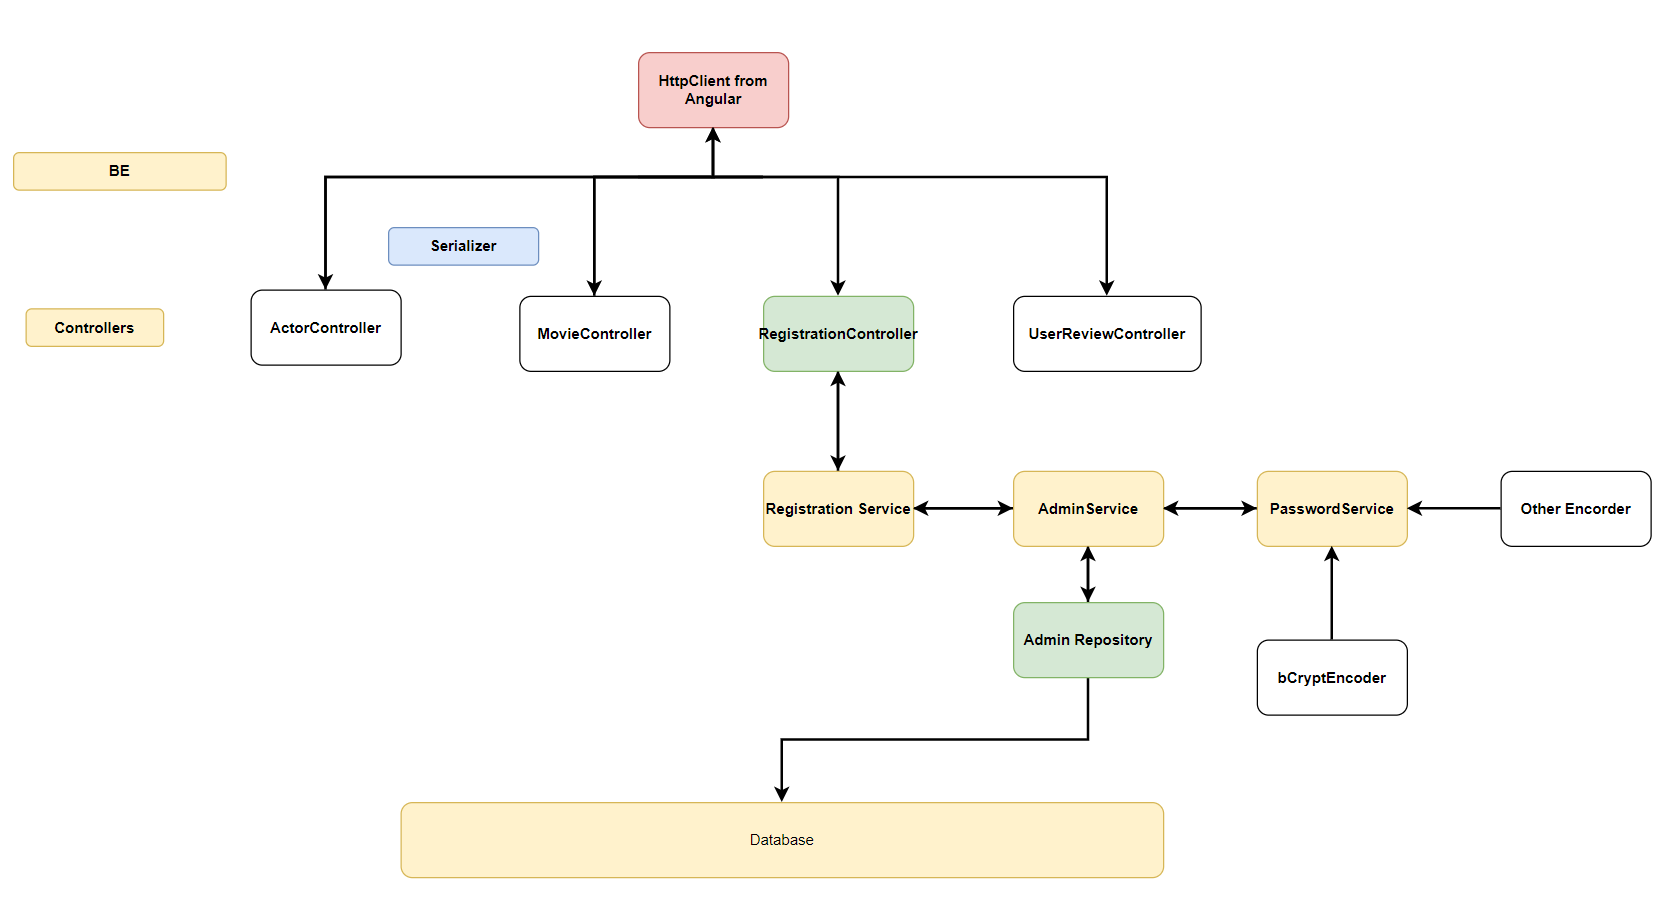 HttpClient from
Angular
BE
Serializer
Controllers
ActorController
MovieController
RegistrationController
UserReviewController
Registration Service
AdminService
PasswordService
Other Encorder
Admin Repository
bCryptEncoder
Database